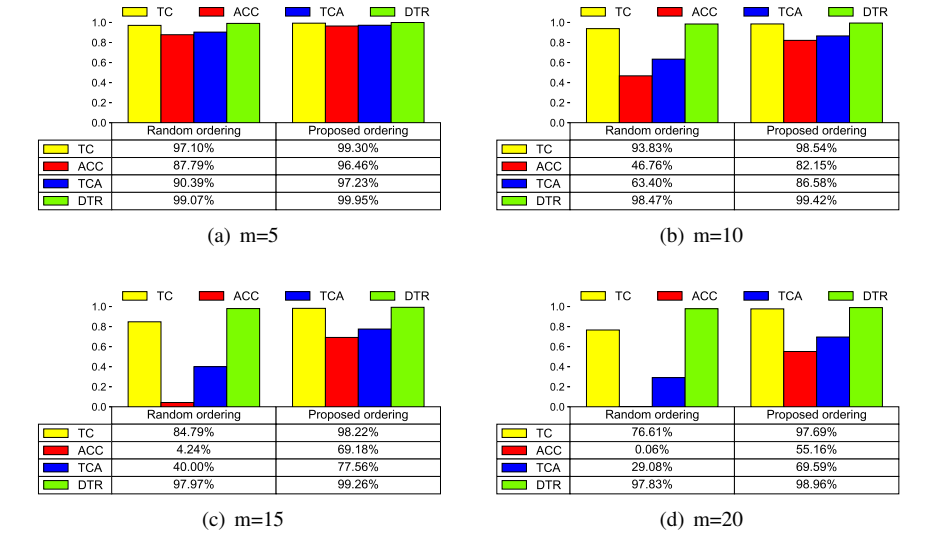 TC ACC TCA DTR
1.0
0.8
0.6
0.4
0.2
0.0
Random ordering Proposed ordering
TC 97.10% 99.30%
ACC 87.79% 96.46%
TCA 90.39% 97.23%
DTR 99.07% 99.95%
(a) m=5
TC ACC TCA DTR
1.0
0.8
0.6
0.4
0.2
0.0
Random ordering Proposed ordering
TC 93.83% 98.54%
ACC 46.76% 82.15%
TCA 63.40% 86.58%
DTR 98.47% 99.42%
(b) m=10
TC ACC TCA DTR
1.0
0.8
0.6
0.4
0.2
0.0
Random ordering Proposed ordering
TC 84.79% 98.22%
ACC 4.24% 69.18%
TCA 40.00% 77.56%
DTR 97.97% 99.26%
(c) m=15
TC ACC TCA DTR
1.0
0.8
0.6
0.4
0.2
0.0
Random ordering Proposed ordering
TC 76.61% 97.69%
ACC 0.06% 55.16%
TCA 29.08% 69.59%
DTR 97.83% 98.96%
(d) m=20